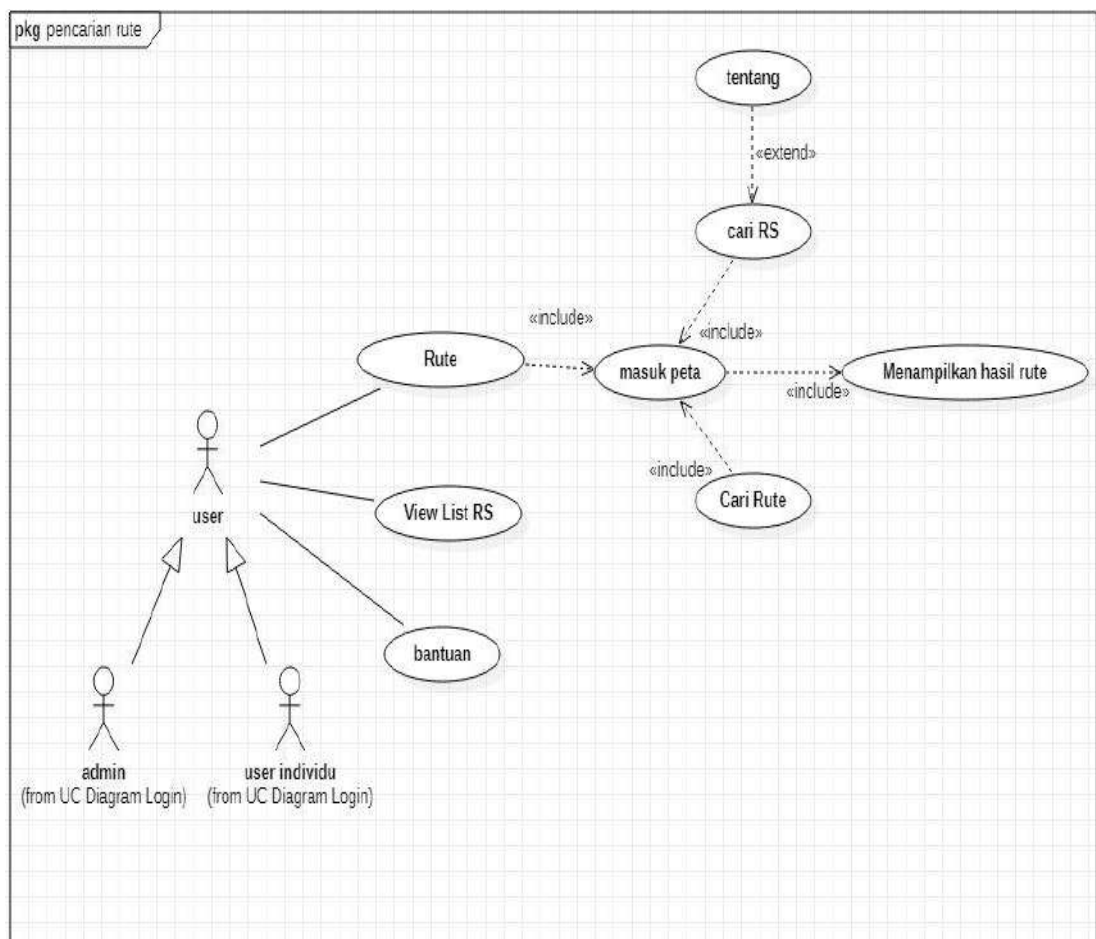 pkg pencarian rute
tentang
«extend»
cari RS
«include»
«include»
Rute
masuk peta
Menampilkan hasil rute
«include»
«include»
Cari Rute
user
View List RS
bantuan
admin
(from UC Diagram Login)
user individu
(from UC Diagram Login)